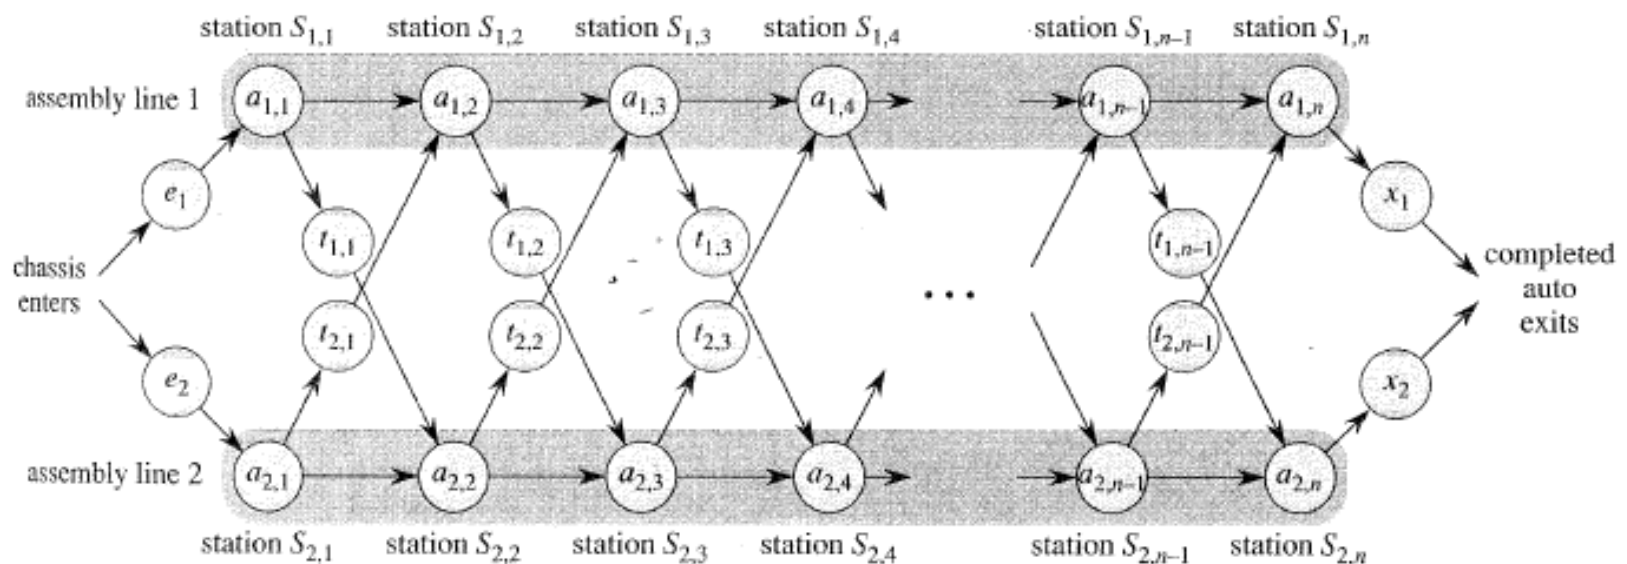 station S1,1 station S1,2 station S1,3 station S1,4 station S1,n–1 station S1,n
assembly line 1 a1,1 a1,2 a1,3 a1,4 a1,n–1 a1,n
e1 x1
t1,1 t1,2 t1,3 t1,n–1
chassis
enters
completed
auto
exits
...
t2,1 t2,2 t2,3 t2,n–1
e2 x2
assembly line 2 a2,1 a2,2 a2,3 a2,4 a2,n–1 a2,n
station S2,1 station S2,2 station S2,3 station S2,4 station S2,n–1 station S2,n